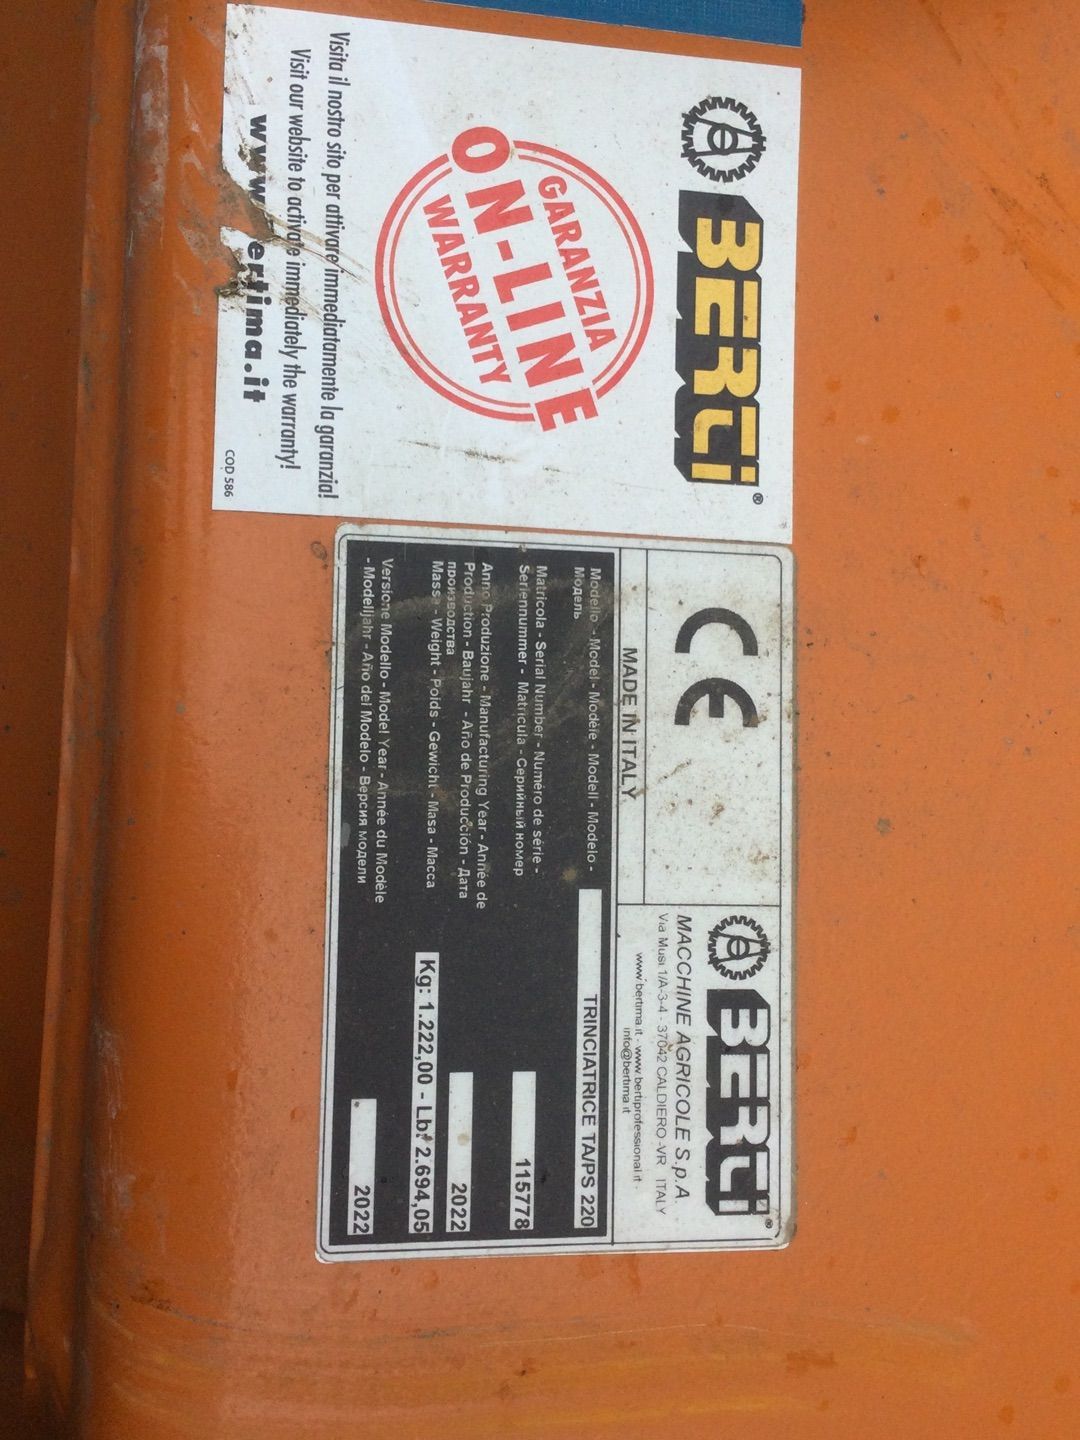 BERTI®
GARANZIA
ON-LINE
WARRANTY
Visita il nostro sito per attivare immediatamente la garanzia!
Visit our website to activate immediately the warranty!
www.bertima.it
COD 586
CE
MADE IN ITALY
BERTI®
MACCHINE AGRICOLE S.p.A.
Via Musi 1/A-3-4 - 37042 CALDIERO -VR ITALY
www.bertima.it - www.bertiprofessional.it -
info@bertima.it
Modello - Model - Modèle - Modell - Modelo -
Модель
TRINCIATRICE TA/PS 220
Matricola - Serial Number - Numéro de série -
Seriennummer - Matricula - Серийный номер
115778
Anno Produzione - Manufacturing Year - Année de
Production - Baujahr - Año de Producción - Дата
производства
2022
Massa - Weight - Poids - Gewicht - Masa - Масса
Kg: 1.222,00 - Lb: 2.694,05
Versione Modello - Model Year - Année du Modèle
- Modelljahr - Año del Modelo - Версия модели
2022